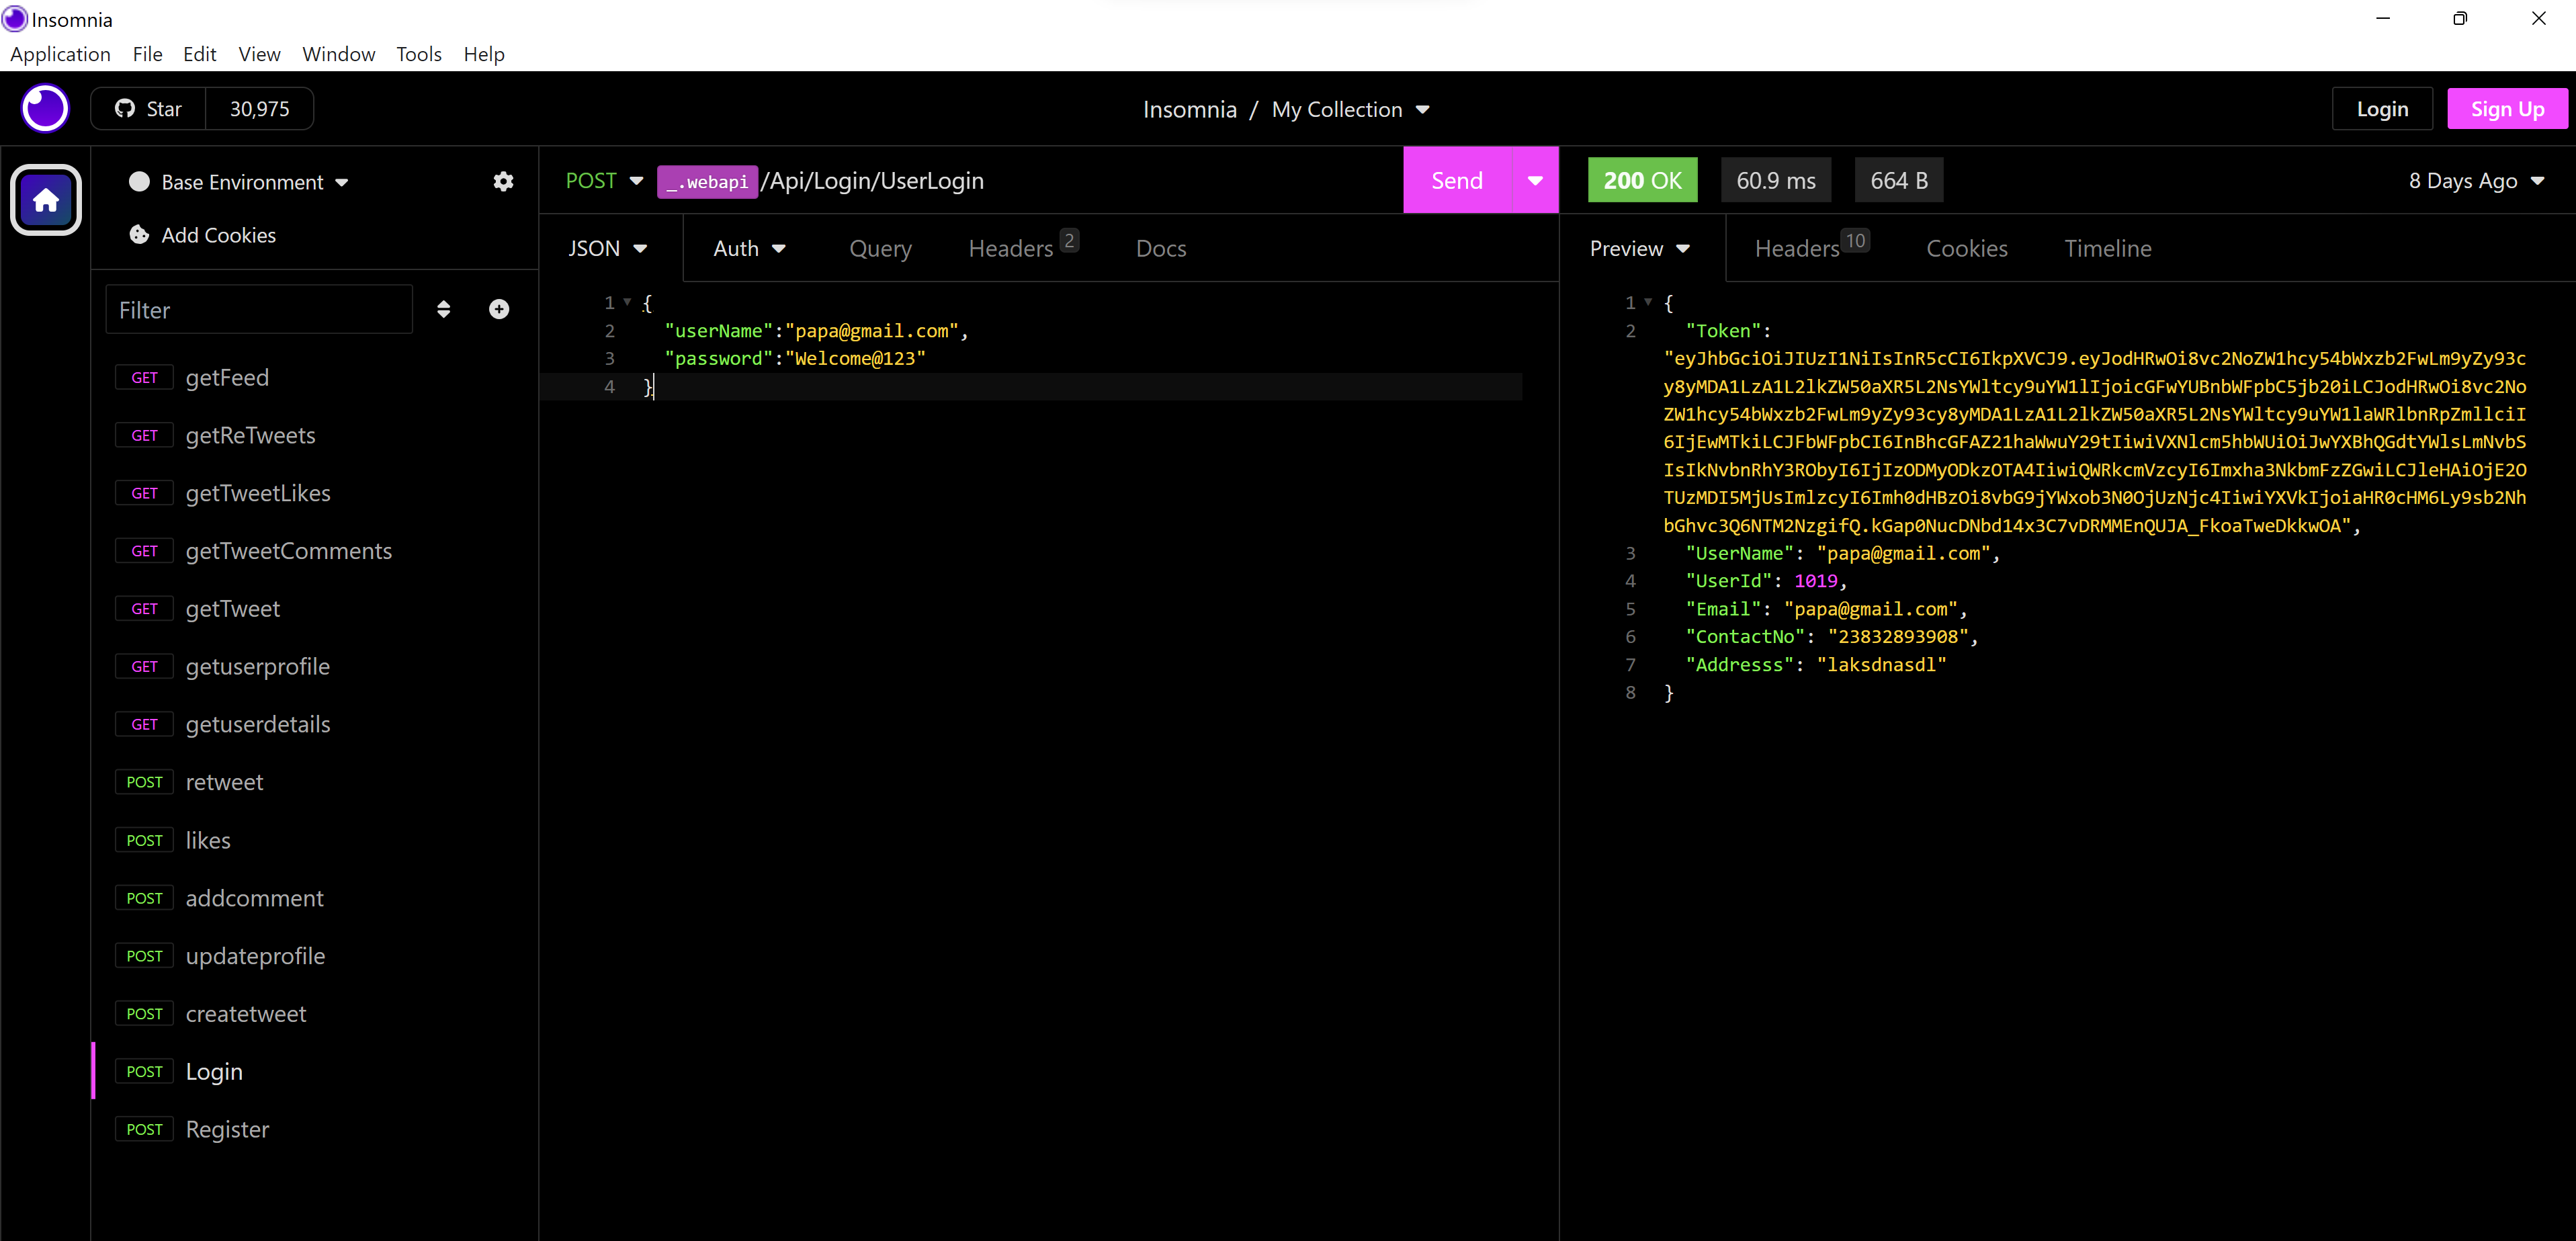 Insomnia
Application File Edit View Window Tools Help
Star 30,975
Insomnia / My Collection
Login Sign Up
Base Environment
Add Cookies
Filter
GET getFeed
GET getReTweets
GET getTweetLikes
GET getTweetComments
GET getTweet
GET getuserprofile
GET getuserdetails
POST retweet
POST likes
POST addcomment
POST updateprofile
POST createtweet
POST Login
POST Register
POST _.webapi /Api/Login/UserLogin Send
JSON Auth Query Headers 2 Docs
1 {
2 "userName":"papa@gmail.com",
3 "password":"Welcome@123"
4 }
200 OK 60.9 ms 664 B 8 Days Ago
Preview Headers 10 Cookies Timeline
1 {
2 "Token":
"eyJhbGciOiJIUzI1NiIsInR5cCI6IkpXVCJ9.eyJodHRwOi8vc2NoZW1hcy54bWxzb2FwLm9yZy93c
y8yMDA1LzA1L2lkZW50aXR5L2NsYWltcy9uYW1lIjoicGFwYUBnbWFpbC5jb20iLCJodHRwOi8vc2No
ZW1hcy54bWxzb2FwLm9yZy93cy8yMDA1LzA1L2lkZW50aXR5L2NsYWltcy9uYW1laWRlbnRpZmllciI
6IjEwMTkiLCJFbWFpbCI6InBhcGFAZ21haWwuY29tIiwiVXNlcm5hbWUiOiJwYXBhQGdtYWlsLmNvbS
IsIkNvbnRhY3RObyI6IjIzODMyODkzOTA4IiwiQWRkcmVzcyI6Imxha3NkbmFzZGwiLCJleHAiOjE2O
TUzMDI5MjUsImlzcyI6Imh0dHBzOi8vbG9jYWxob3N0OjUzNjc4IiwiYXVkIjoiaHR0cHM6Ly9sb2Nh
bGhvc3Q6NTM2NzgifQ.kGap0NucDNbd14x3C7vDRMMEnQUJA_FkoaTweDkkwOA",
3 "UserName": "papa@gmail.com",
4 "UserId": 1019,
5 "Email": "papa@gmail.com",
6 "ContactNo": "23832893908",
7 "Addresss": "laksdnasdl"
8 }